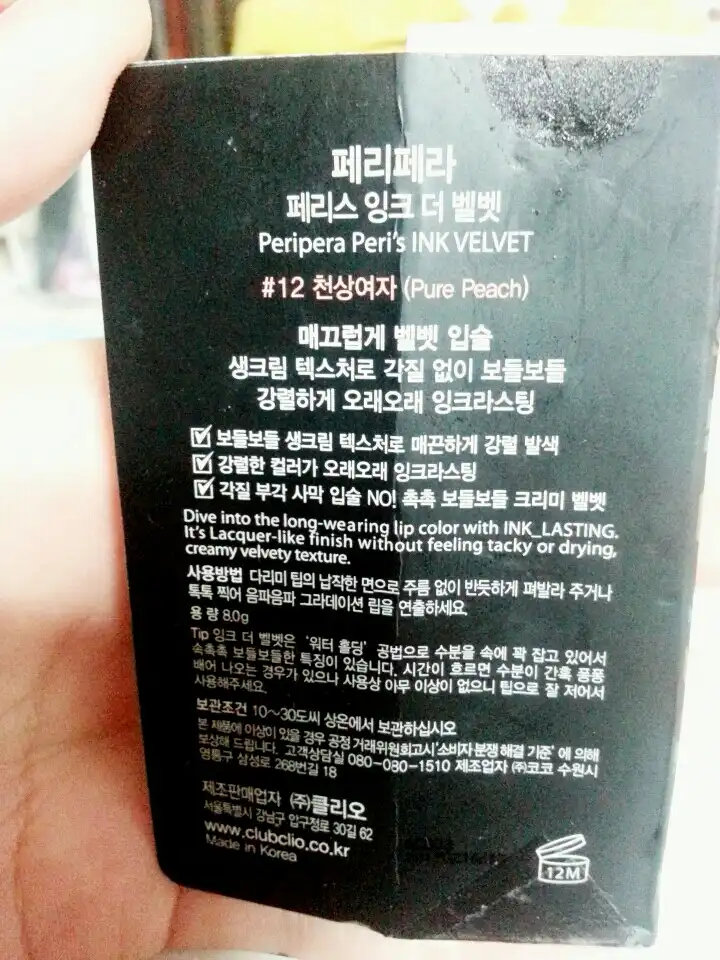 페리페라
페리스 잉크 더 벨벳
Peripera Peri's INK VELVET
#12 천상여자 (Pure Peach)
매끄럽게 벨벳 입술
생크림 텍스처로 각질 없이 보들보들
강렬하게 오래오래 잉크라스팅
보들보들 생크림 텍스처로 매끈하게 강렬 발색
강렬한 컬러가 오래오래 잉크라스팅
각질 부각 사막 입술 NO! 촉촉 보들보들 크리미 벨벳
Dive into the long-wearing lip color with INK_LASTING.
It's Lacquer-like finish without feeling tacky or drying,
creamy velvety texture.
사용방법 다리미 팁의 납작한 면으로 주름 없이 반듯하게 펴발라 주거나
톡톡 찍어 음파음파 그라데이션 립을 연출하세요.
용 량 8.0g
Tip 잉크 더 벨벳은 '워터 홀딩' 공법으로 수분을 속에 꽉 잡고 있어서
속촉촉 보들보들한 특징이 있습니다. 시간이 흐르면 수분이 간혹 퐁퐁
배어 나오는 경우가 있으나 사용상 아무 이상이 없으니 팁으로 잘 저어서
사용해주세요.
보관조건 10~30도씨 상온에서 보관하십시오
본 제품에 이상이 있을 경우 공정거래위원회고시'소비자 분쟁 해결 기준'에 의해
보상해 드립니다. 고객상담실 080-080-1510 제조업자 ㈜코코 수원시
영통구 삼성로 268번길 18
제조판매업자 ㈜클리오
서울특별시 강남구 압구정로 30길 62
www.clubclio.co.kr
Made in Korea
12M